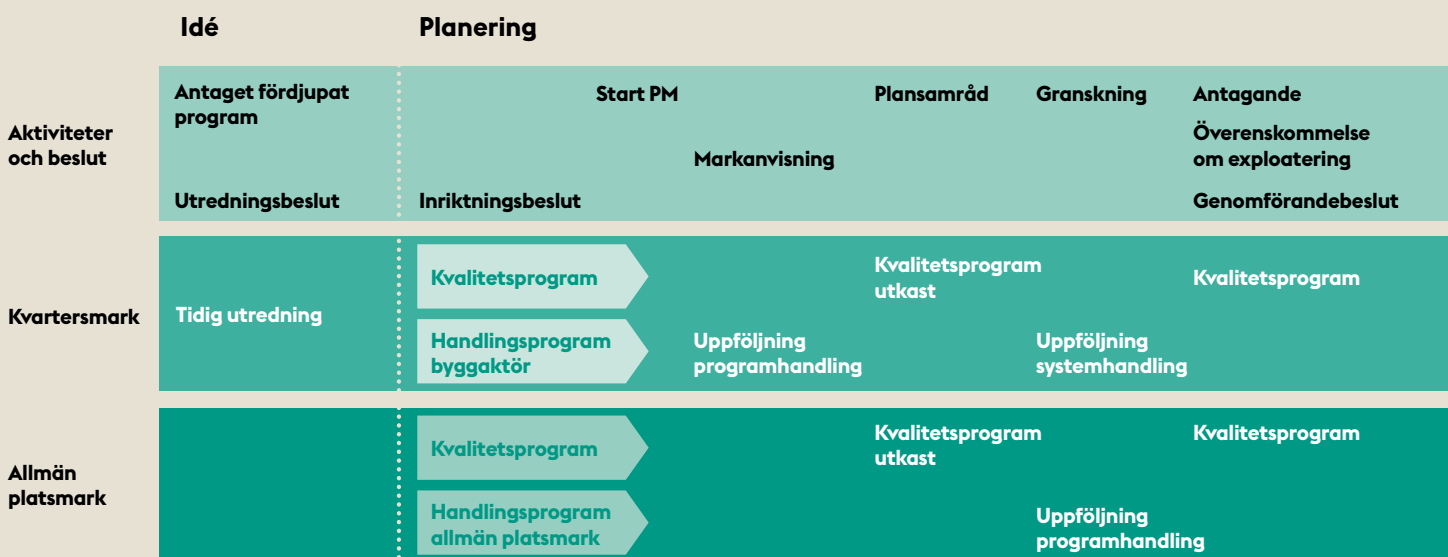 Idé
Planering
Aktiviteter
och beslut
Antaget fördjupat
program
Start PM
Plansamråd
Granskning
Antagande
Överenskommelse
om exploatering
Markanvisning
Utredningsbeslut
Inriktningsbeslut
Genomförandebeslut
Kvartersmark
Tidig utredning
Kvalitetsprogram
Kvalitetsprogram
utkast
Kvalitetsprogram
Handlingsprogram
byggaktör
Uppföljning
programhandling
Uppföljning
systemhandling
Allmän
platsmark
Kvalitetsprogram
Kvalitetsprogram
utkast
Kvalitetsprogram
Handlingsprogram
allmän platsmark
Uppföljning
programhandling